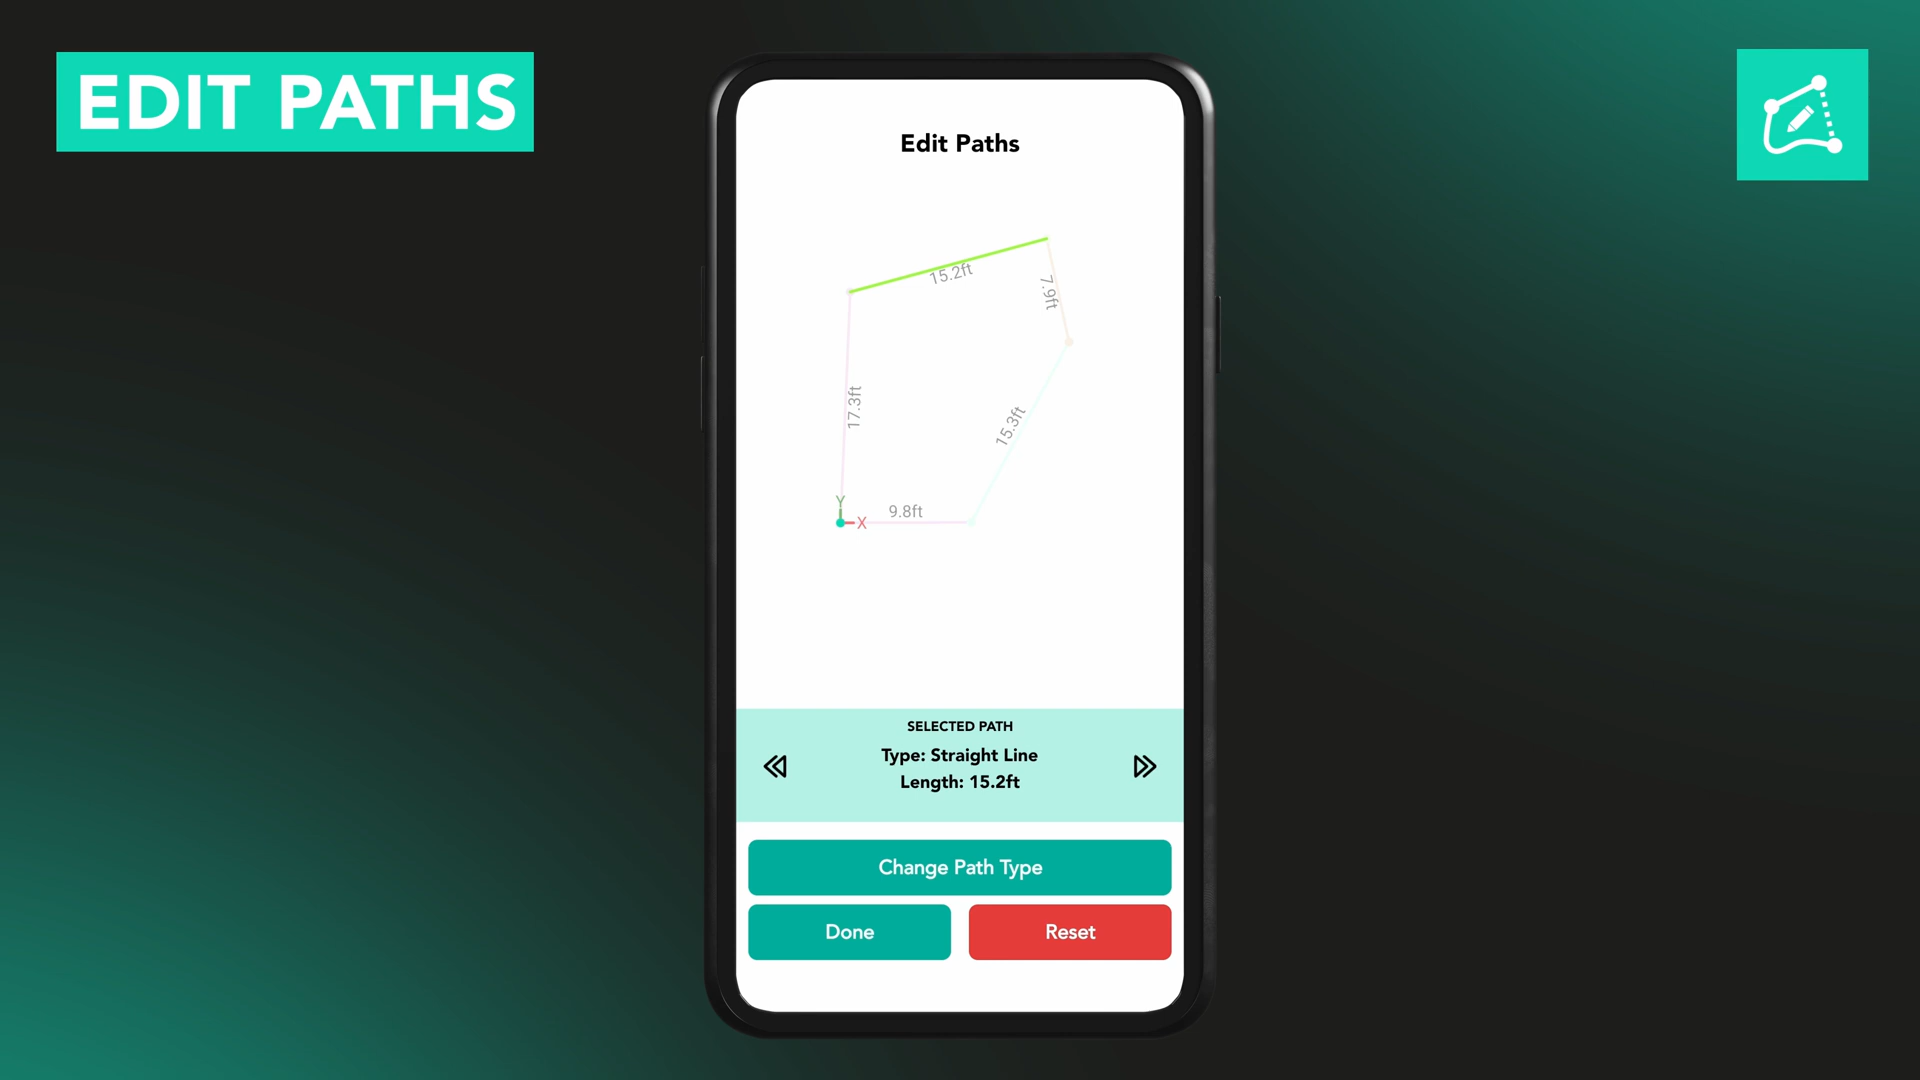 EDIT PATHS
Edit Paths
15.2ft
7.9ft
17.3ft
15.3ft
Y
9.8ft
X
SELECTED PATH
Type: Straight Line
Length: 15.2ft
Change Path Type
Done
Reset